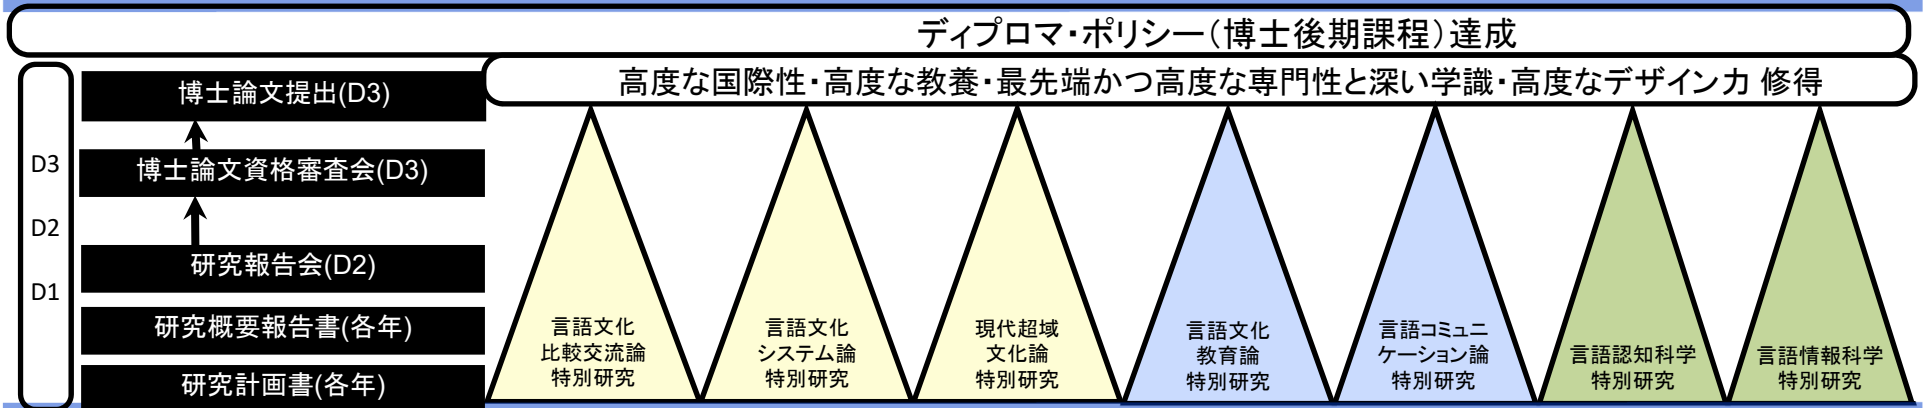 ディプロマ・ポリシー(博士後期課程)達成
高度な国際性・高度な教養・最先端かつ高度な専門性と深い学識・高度なデザイン力 修得
D3
D2
D1
博士論文提出(D3)
博士論文資格審査会(D3)
研究報告会(D2)
研究概要報告書(各年)
研究計画書(各年)
言語文化
比較交流論
特別研究
言語文化
システム論
特別研究
現代超域
文化論
特別研究
言語文化
教育論
特別研究
言語コミュニ
ケーション論
特別研究
言語認知科学
特別研究
言語情報科学
特別研究